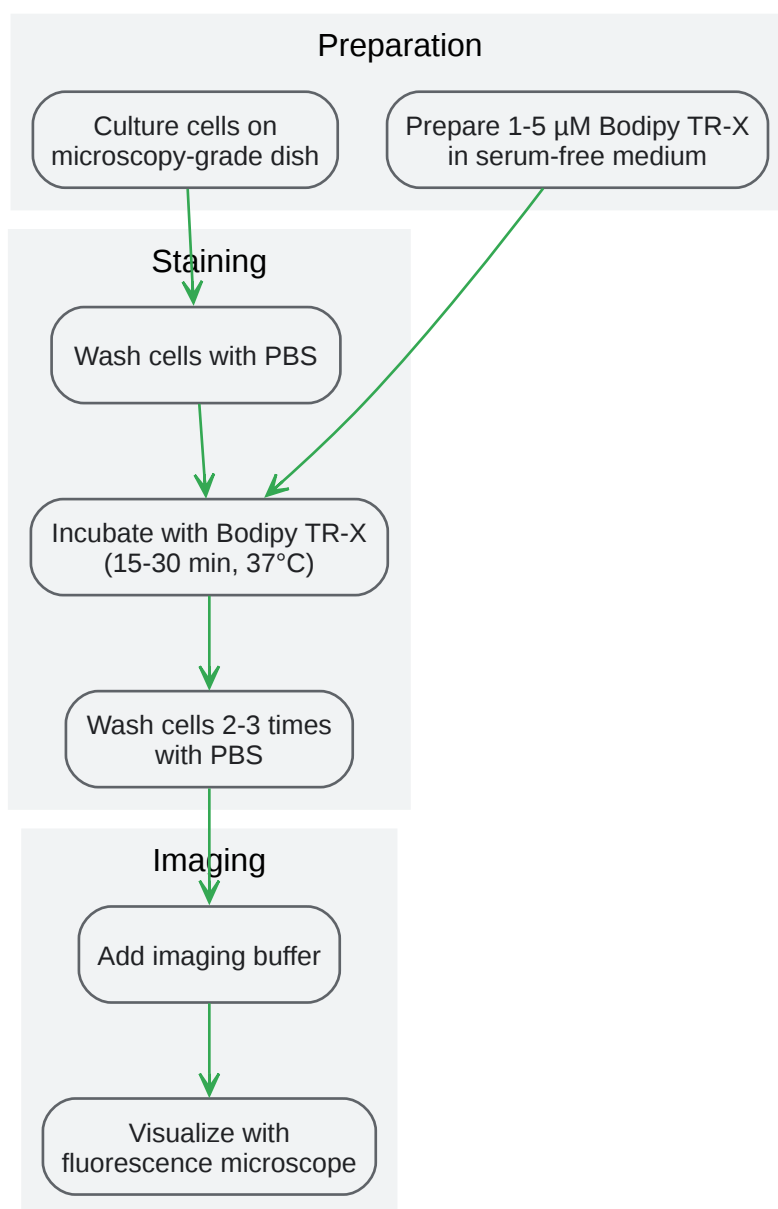 Preparation
Culture cells on
microscopy-grade dish
Prepare 1-5 µM Bodipy TR-X
in serum-free medium
Staining
Wash cells with PBS
Incubate with Bodipy TR-X
(15-30 min, 37°C)
Wash cells 2-3 times
with PBS
Imaging
Add imaging buffer
Visualize with
fluorescence microscope